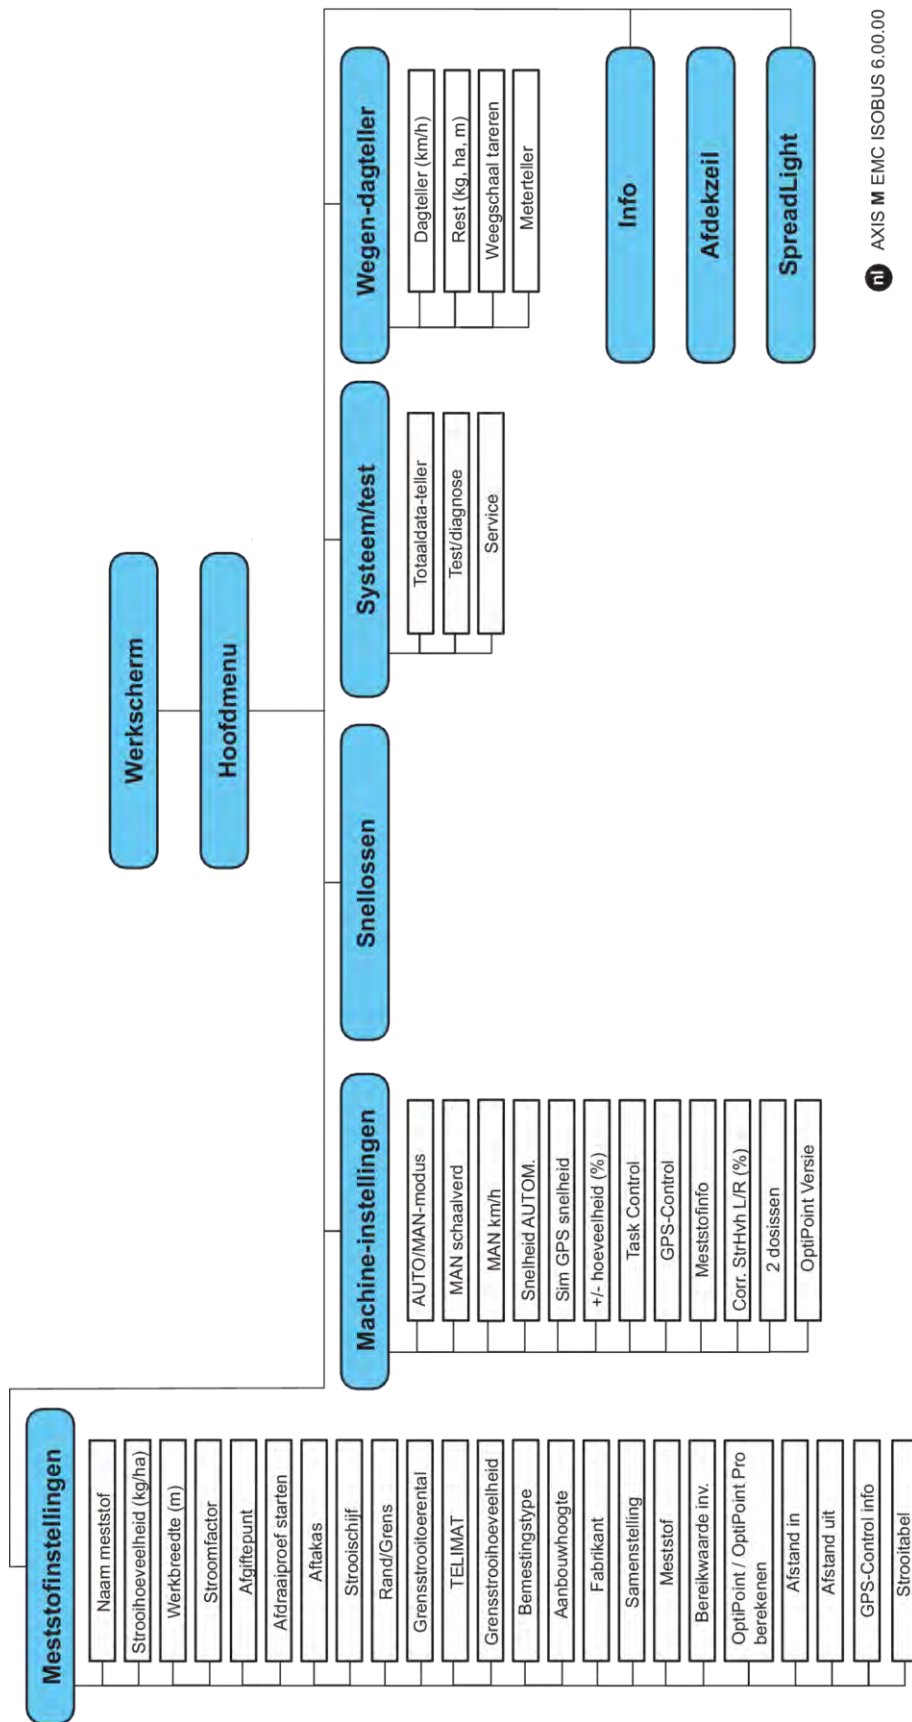 Werkscherm
Hoofdmenu
Meststofinstellingen
Naam meststof
Strooihoeveelheid (kg/ha)
Werkbreedte (m)
Stroomfactor
Afgiftepunt
Afdraaiproef starten
Aftakas
Strooischijf
Rand/Grens
Grensstrooitoerental
TELIMAT
Grensstrooihoeveelheid
Bemestingstype
Aanbouwhoogte
Fabrikant
Samenstelling
Meststof
Bereikwaarde inv.
OptiPoint / OptiPoint Pro
berekenen
Afstand in
Afstand uit
GPS-Control info
Strooitabel
Machine-instellingen
AUTO/MAN-modus
MAN schaalverd
MAN km/h
Snelheid AUTOM.
Sim GPS snelheid
+/- hoeveelheid (%)
Task Control
GPS-Control
Meststofinfo
Corr. StrHvh L/R (%)
2 dosissen
OptiPoint Versie
Snellossen
Systeem/test
Totaaldata-teller
Test/diagnose
Service
Wegen-dagteller
Dagteller (km/h)
Rest (kg, ha, m)
Weegschaal tareren
Meterteller
Info
Afdekzeil
SpreadLight
nl AXIS M EMC ISOBUS 6.00.00